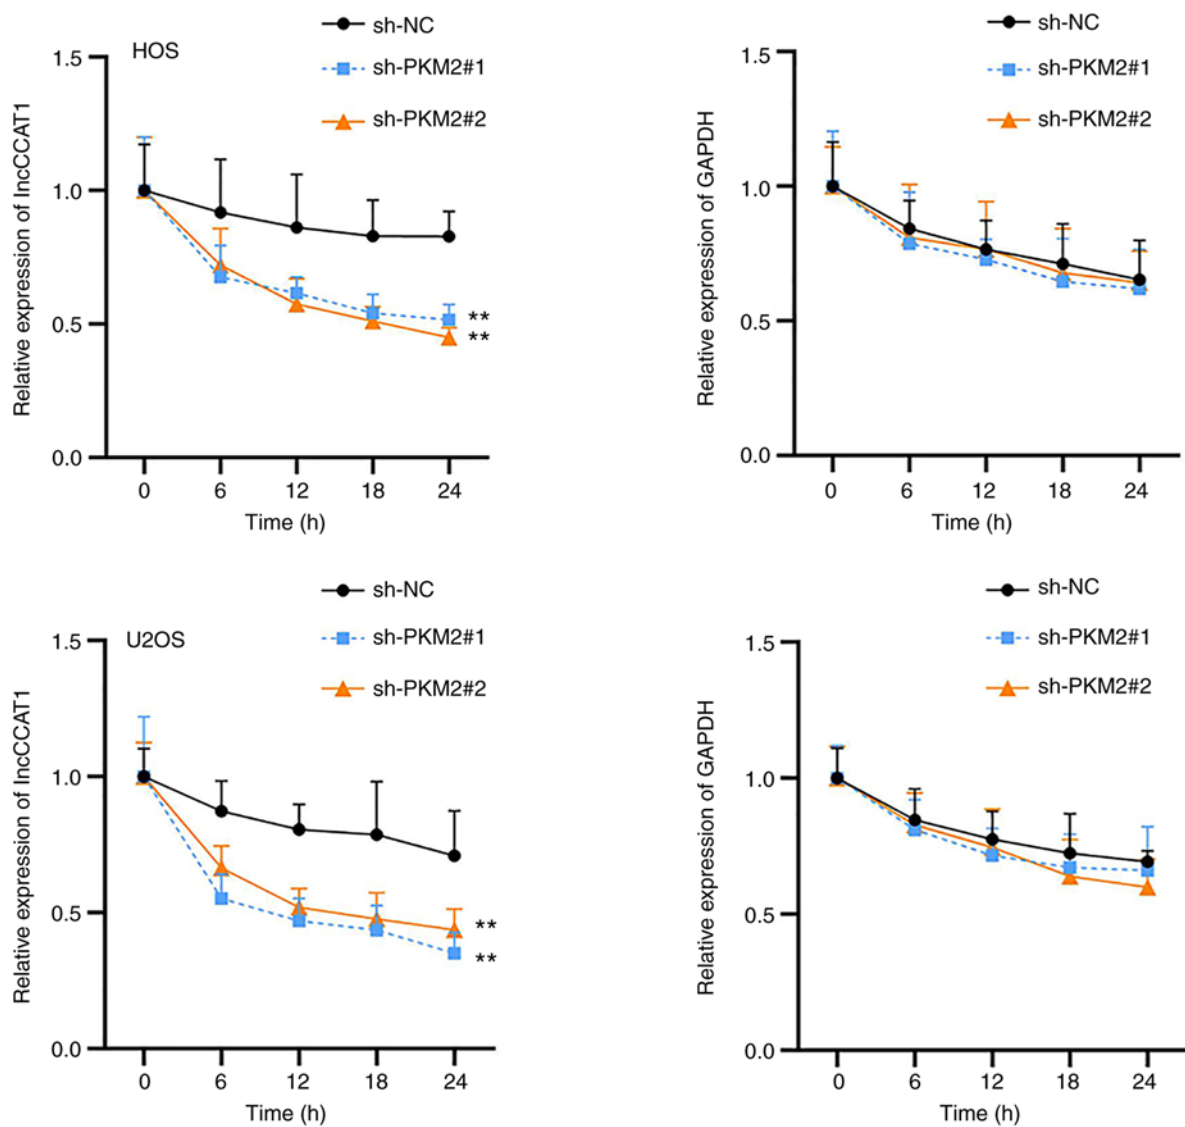 HOS
sh-NC
sh-PKM2#1
sh-PKM2#2
Relative expression of lncCCAT1
1.5
1.0
0.5
0.0
0
6
12
18
24
**
**
Time (h)
sh-NC
sh-PKM2#1
sh-PKM2#2
Relative expression of GAPDH
1.5
1.0
0.5
0.0
0
6
12
18
24
Time (h)
U2OS
sh-NC
sh-PKM2#1
sh-PKM2#2
Relative expression of lncCCAT1
1.5
1.0
0.5
0.0
0
6
12
18
24
**
**
Time (h)
sh-NC
sh-PKM2#1
sh-PKM2#2
Relative expression of GAPDH
1.5
1.0
0.5
0.0
0
6
12
18
24
Time (h)